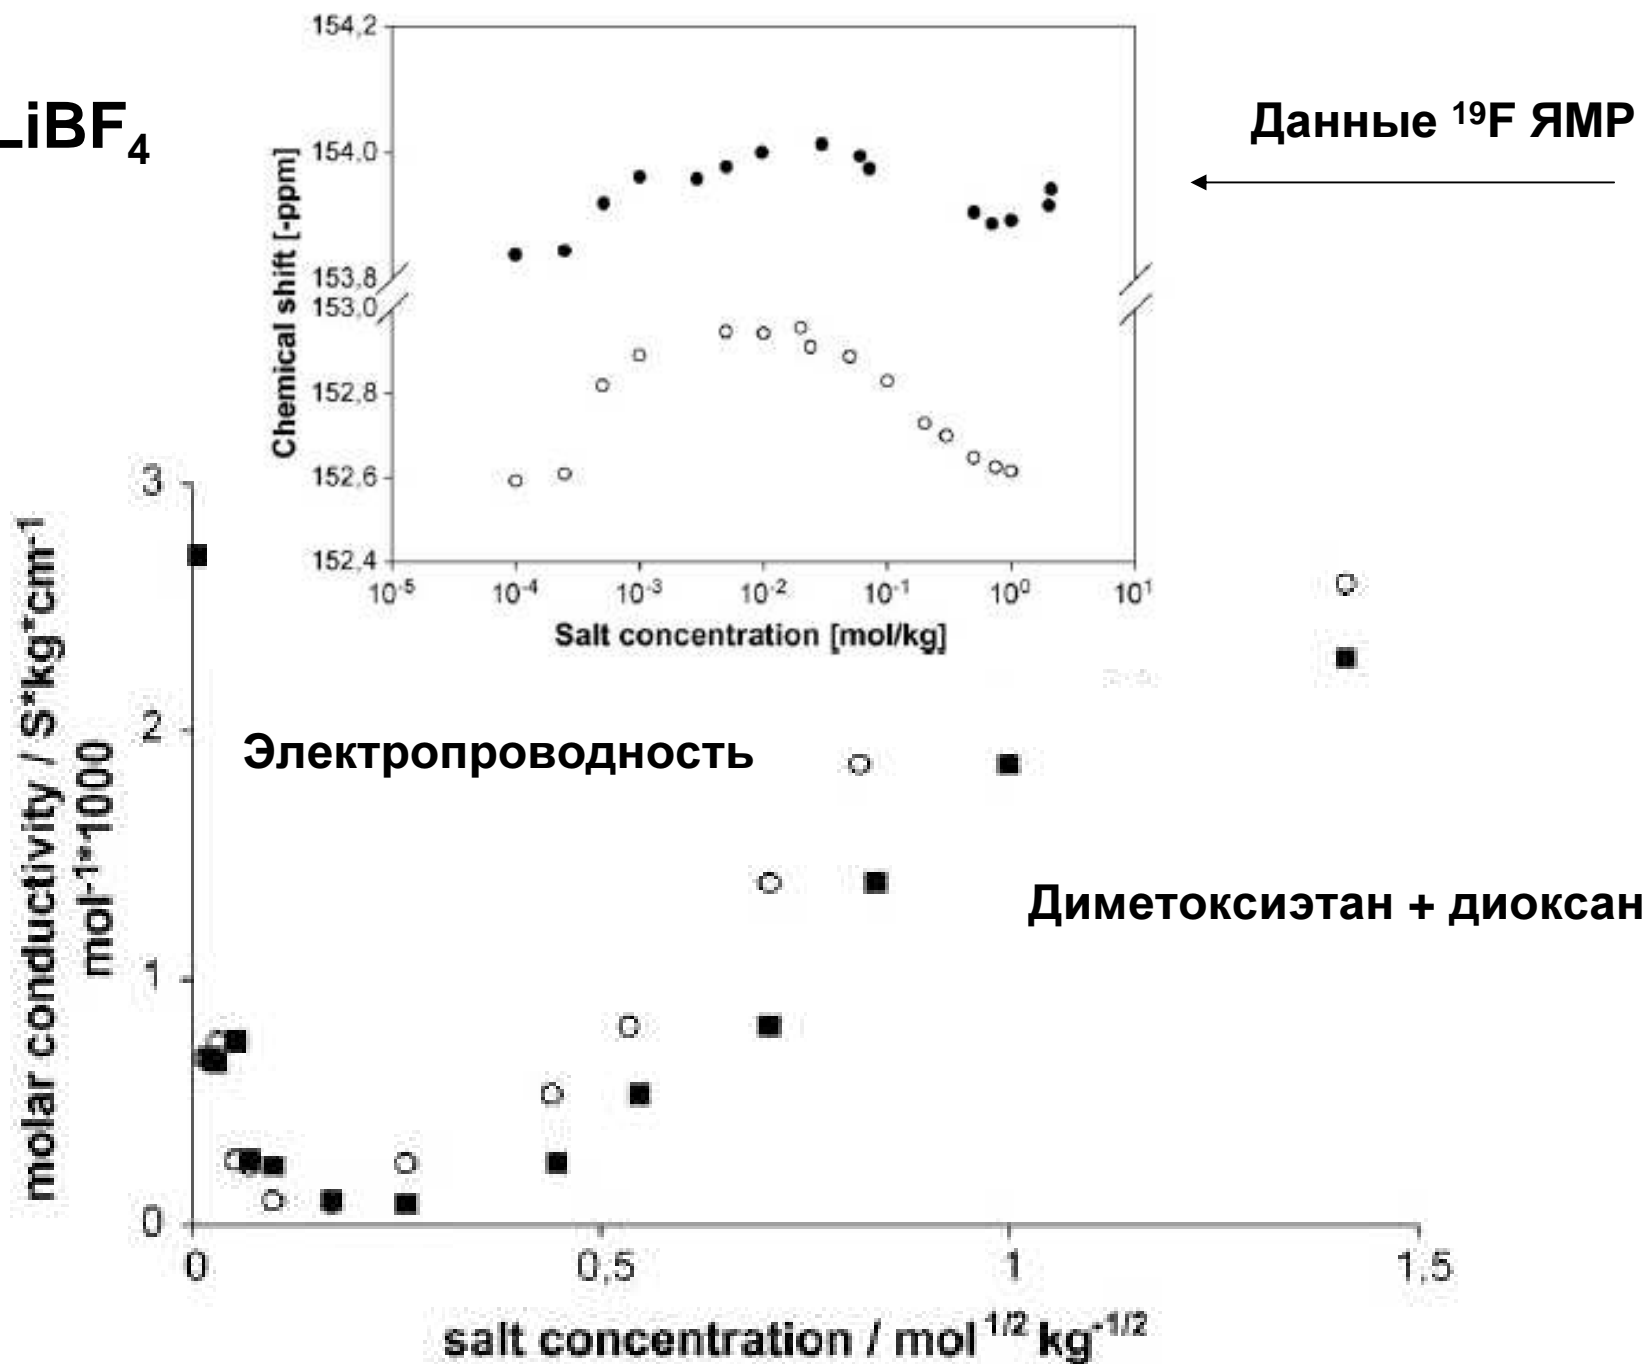 LiBF4
Данные 19F ЯМР
Chemical shift [-ppm]
154,2
154,0
153,8
153,0
152,8
152,6
152,4
10-5
10-4
10-3
10-2
10-1
100
101
Salt concentration [mol/kg]
molar conductivity / S*kg*cm-1
mol-1*1000
3
2
1
0
Электропроводность
Диметоксиэтан + диоксан
0
0,5
1
1,5
salt concentration / mol1/2 kg-1/2